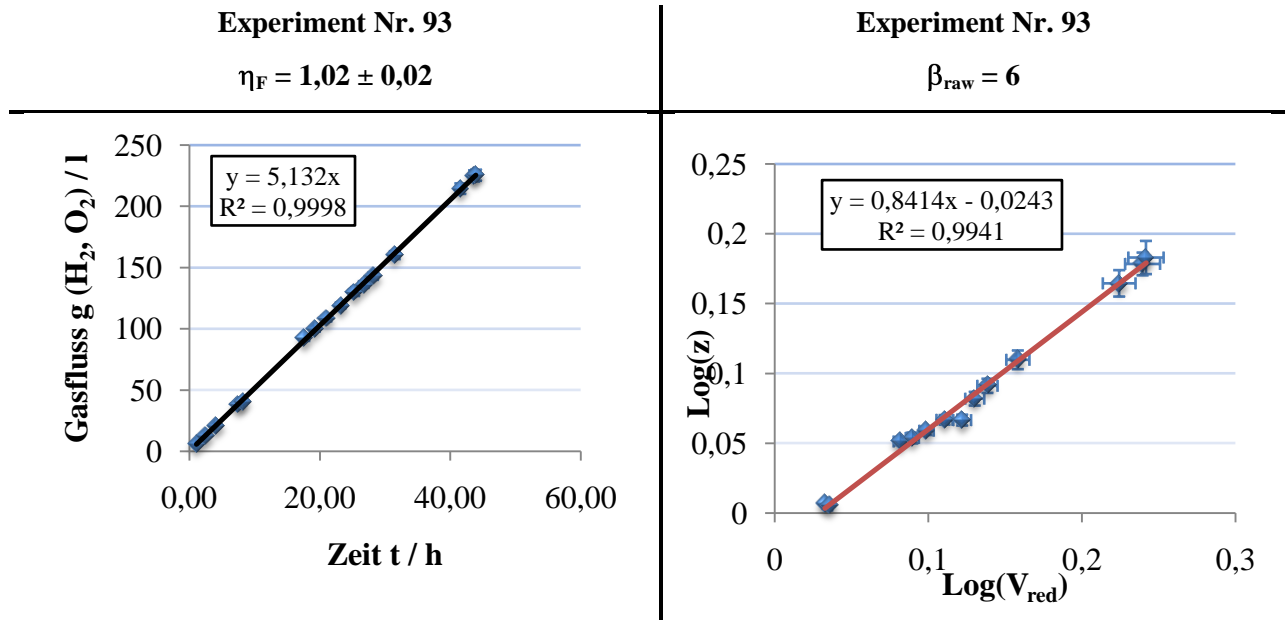 Experiment Nr. 93
η_F = 1,02 ± 0,02
Experiment Nr. 93
β_raw = 6
Gasfluss g (H₂, O₂) / l
250
200
150
100
50
0
y = 5,132x
R² = 0,9998
0,00 20,00 40,00 60,00
Zeit t / h
Log(z)
0,25
0,2
0,15
0,1
0,05
0
y = 0,8414x - 0,0243
R² = 0,9941
0 0,1 0,2 0,3
Log(V_red)